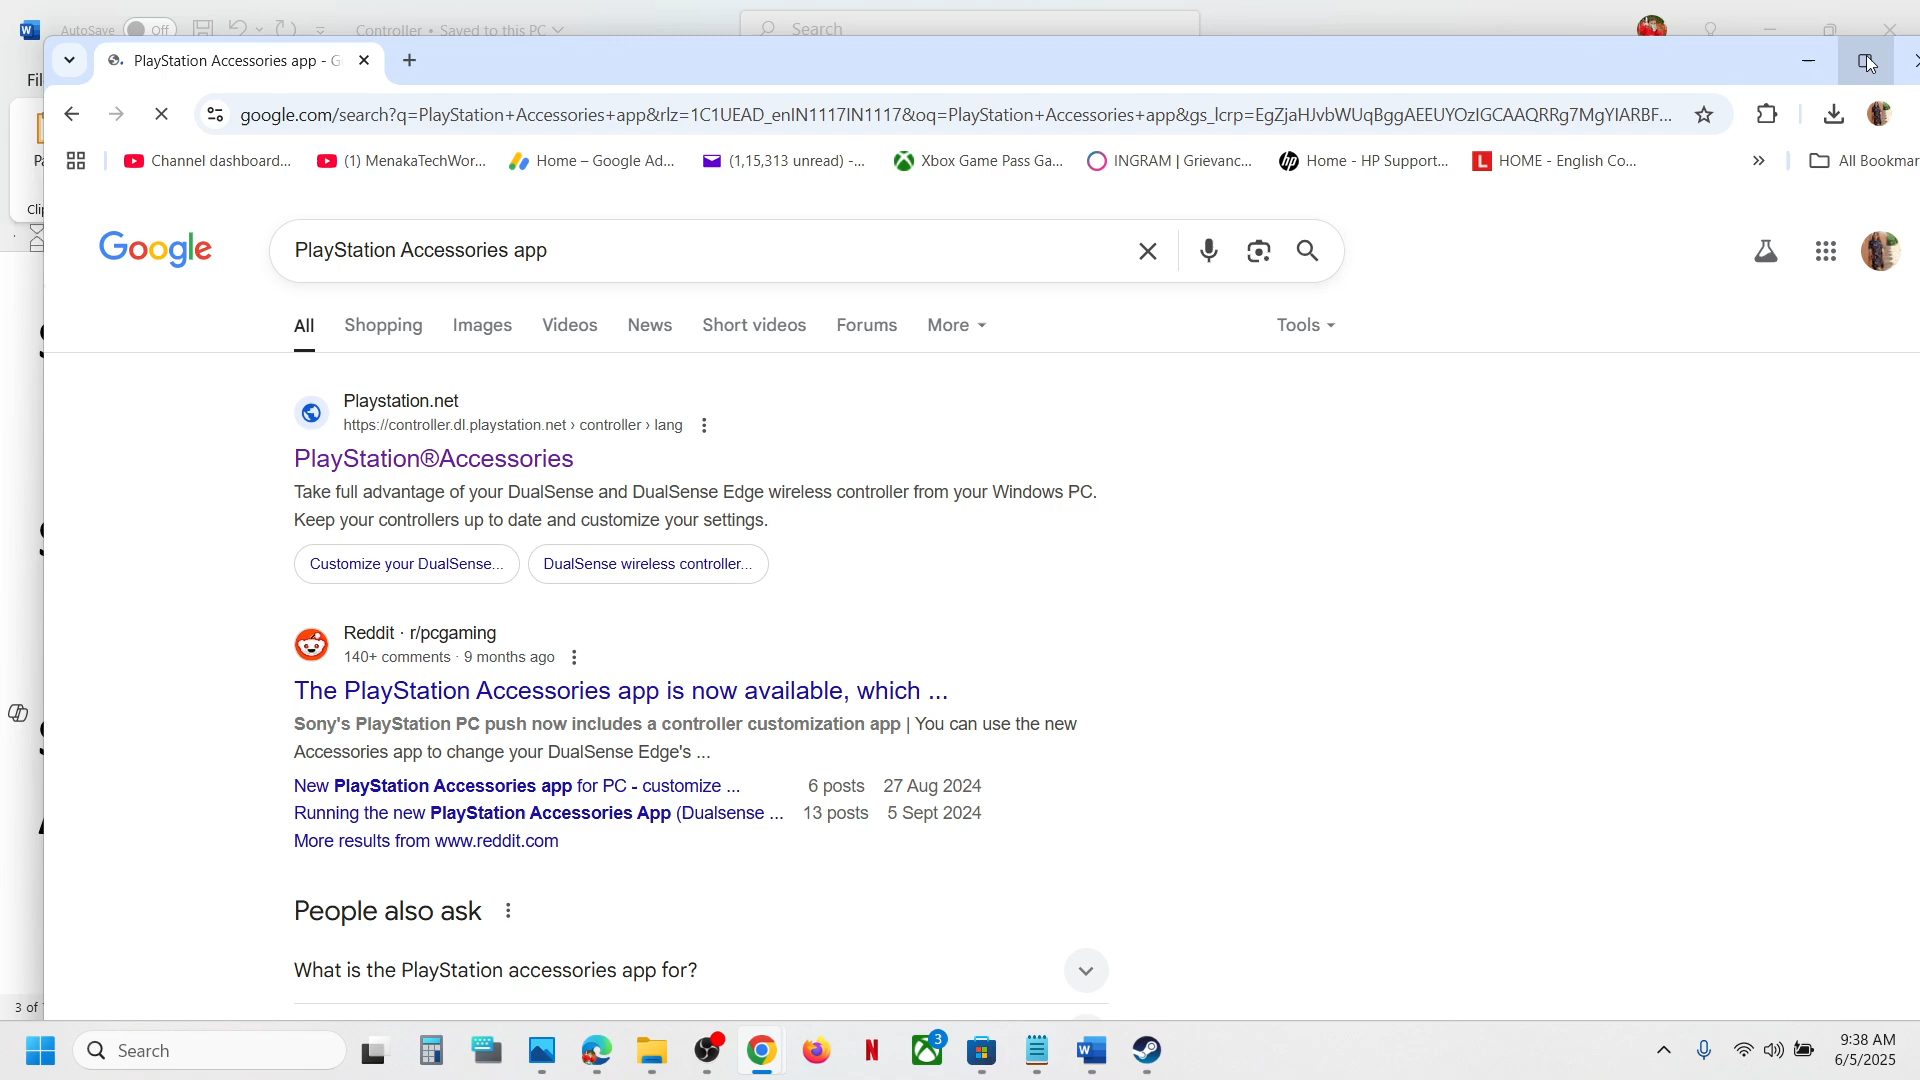 AutoSave Off Controller • Saved to this PC Search
Fil
PlayStation Accessories app - G
google.com/search?q=PlayStation+Accessories+app&rlz=1C1UEAD_enIN1117IN1117&oq=PlayStation+Accessories+app&gs_lcrp=EgZjaHJvbWUqBggAEEUYOzIGCAAQRRg7MgYIARBF...
Channel dashboard... (1) MenakaTechWor... Home – Google Ad... (1,15,313 unread) -... Xbox Game Pass Ga... INGRAM | Grievanc... Home - HP Support... HOME - English Co... » All Bookmar
Pa
Clip
Google PlayStation Accessories app
All Shopping Images Videos News Short videos Forums More Tools
Playstation.net
https://controller.dl.playstation.net › controller › lang
PlayStation®Accessories
Take full advantage of your DualSense and DualSense Edge wireless controller from your Windows PC.
Keep your controllers up to date and customize your settings.
Customize your DualSense... DualSense wireless controller...
Reddit · r/pcgaming
140+ comments · 9 months ago
The PlayStation Accessories app is now available, which ...
Sony's PlayStation PC push now includes a controller customization app | You can use the new
Accessories app to change your DualSense Edge's ...
New PlayStation Accessories app for PC - customize ... 6 posts 27 Aug 2024
Running the new PlayStation Accessories App (Dualsense ... 13 posts 5 Sept 2024
More results from www.reddit.com
People also ask
What is the PlayStation accessories app for?
3 of
Search 3 9:38 AM
6/5/2025